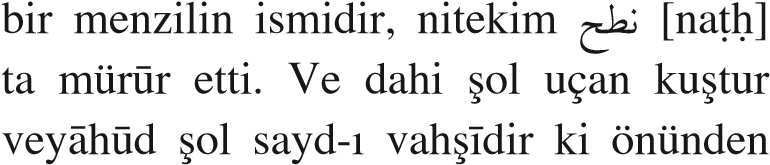 bir menzilin ismidir, nitekim نطح [naṭḥ]
ta mürūr etti. Ve dahi şol uçan kuştur
veyāhūd şol sayd-ı vahşīdir ki önünden